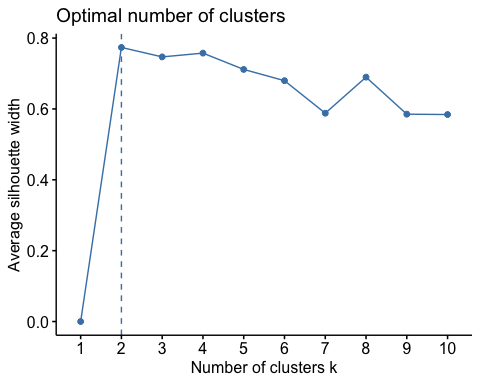 Optimal number of clusters
0.8
0.6
0.4
0.2
0.0
Average silhouette width
1 2 3 4 5 6 7 8 9 10
Number of clusters k